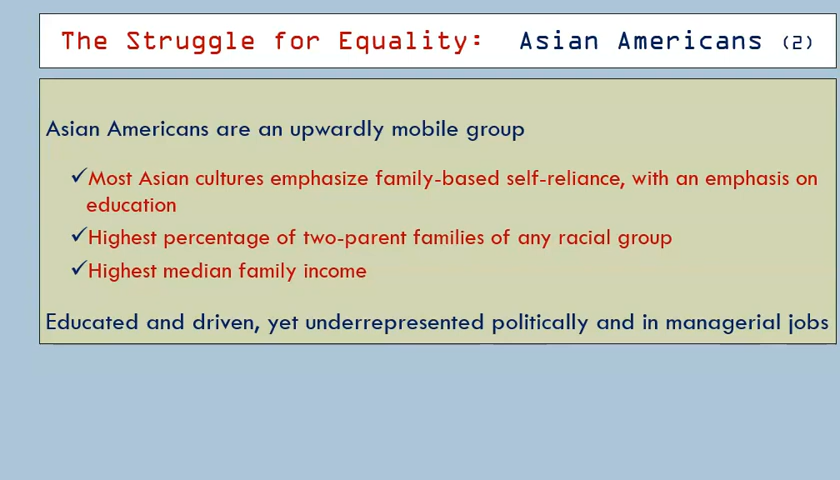 The Struggle for Equality: Asian Americans (2)
Asian Americans are an upwardly mobile group
✓Most Asian cultures emphasize family-based self-reliance, with an emphasis on
education
✓Highest percentage of two-parent families of any racial group
✓Highest median family income
Educated and driven, yet underrepresented politically and in managerial jobs